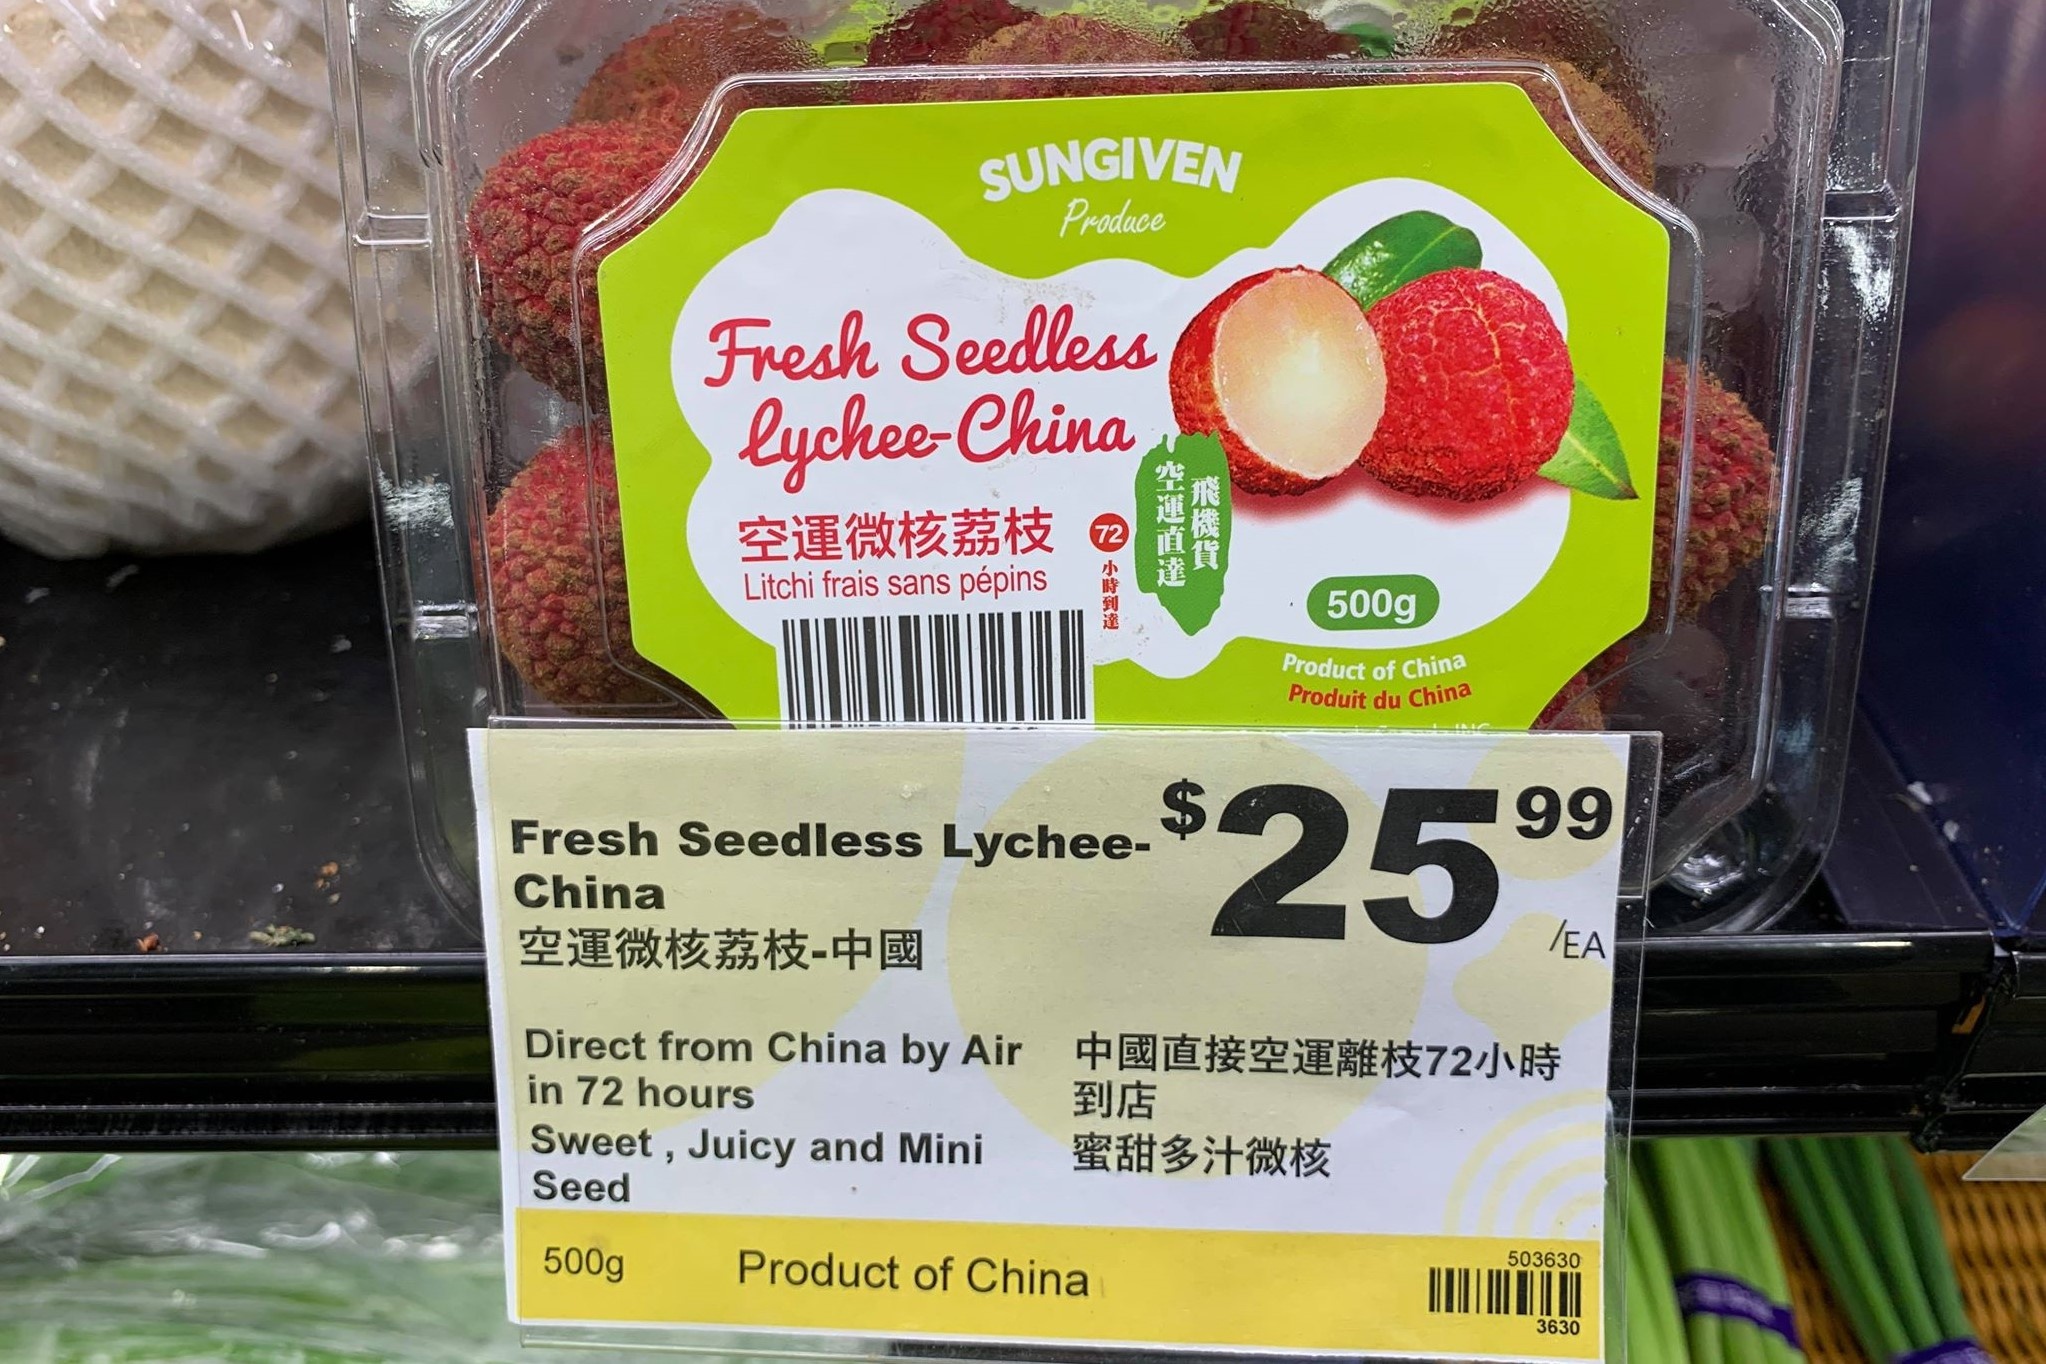 SUNGIVEN
Produce
Fresh Seedless
Lychee-China
空運微核荔枝
Litchi frais sans pépins
72
小時到達
飛機貨
空運直達
500g
Product of China
Produit du China
Fresh Seedless Lychee-
China
空運微核荔枝-中國
$25.99
/EA
Direct from China by Air
in 72 hours
Sweet , Juicy and Mini
Seed
中國直接空運離枝72小時
到店
蜜甜多汁微核
500g
Product of China
503630
3630